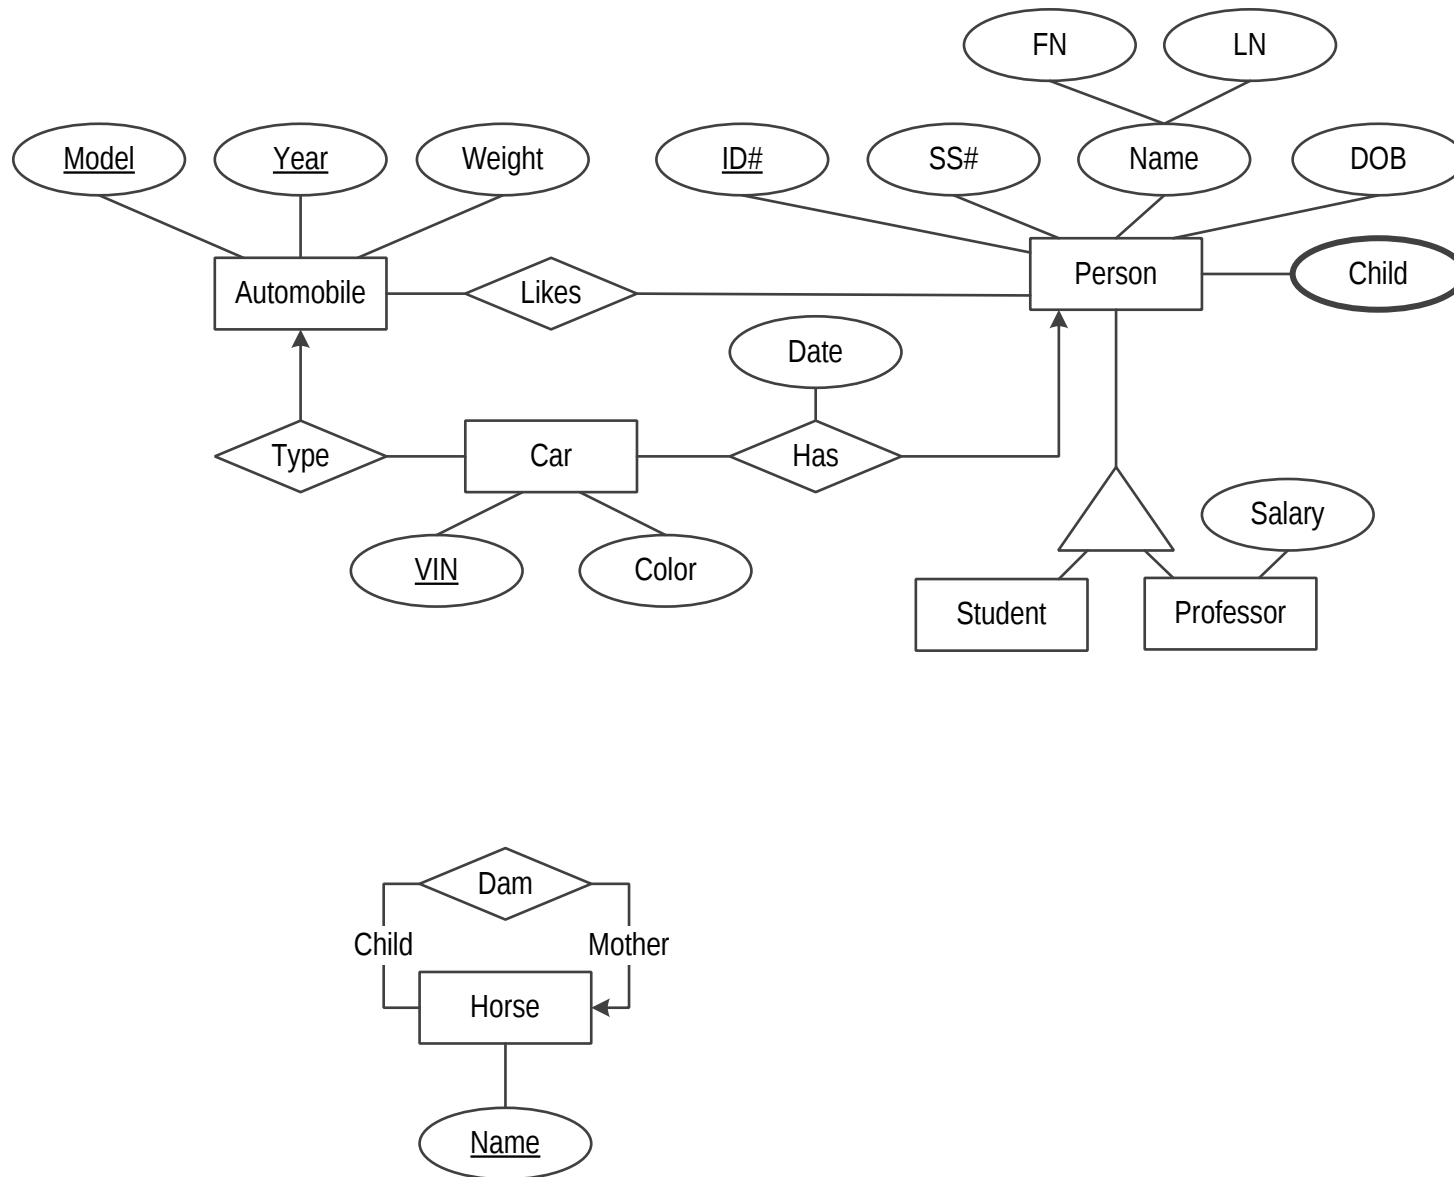 FN
LN
Model
Year
Weight
ID#
SS#
Name
DOB
Automobile
Likes
Person
Child
Date
Type
Car
Has
Salary
VIN
Color
Student
Professor
Dam
Child
Mother
Horse
Name